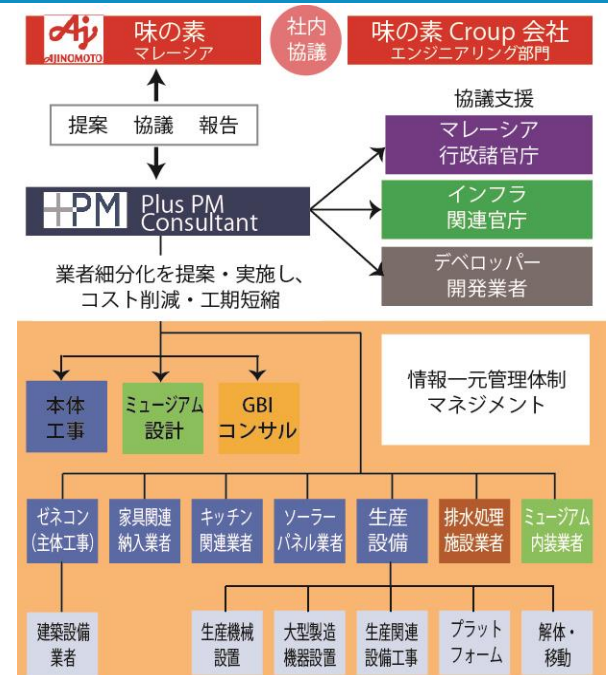 Aj
AJINOMOTO
味の素
マレーシア
社内
協議
味の素 Croup 会社
エンジニアリング部門
提案 協議 報告
協議支援
マレーシア
行政諸官庁
PM
Plus PM
Consultant
インフラ
関連官庁
デベロッパー
開発業者
業者細分化を提案・実施し、
コスト削減・工期短縮
本体
工事
ミュージアム
設計
GBI
コンサル
情報一元管理体制
マネジメント
ゼネコン
(主体工事)
家具関連
納入業者
キッチン
関連業者
ソーラー
パネル業者
生産
設備
排水処理
施設業者
ミュージアム
内装業者
建築設備
業者
生産機械
設置
大型製造
機器設置
生産関連
設備工事
プラット
フォーム
解体・
移動